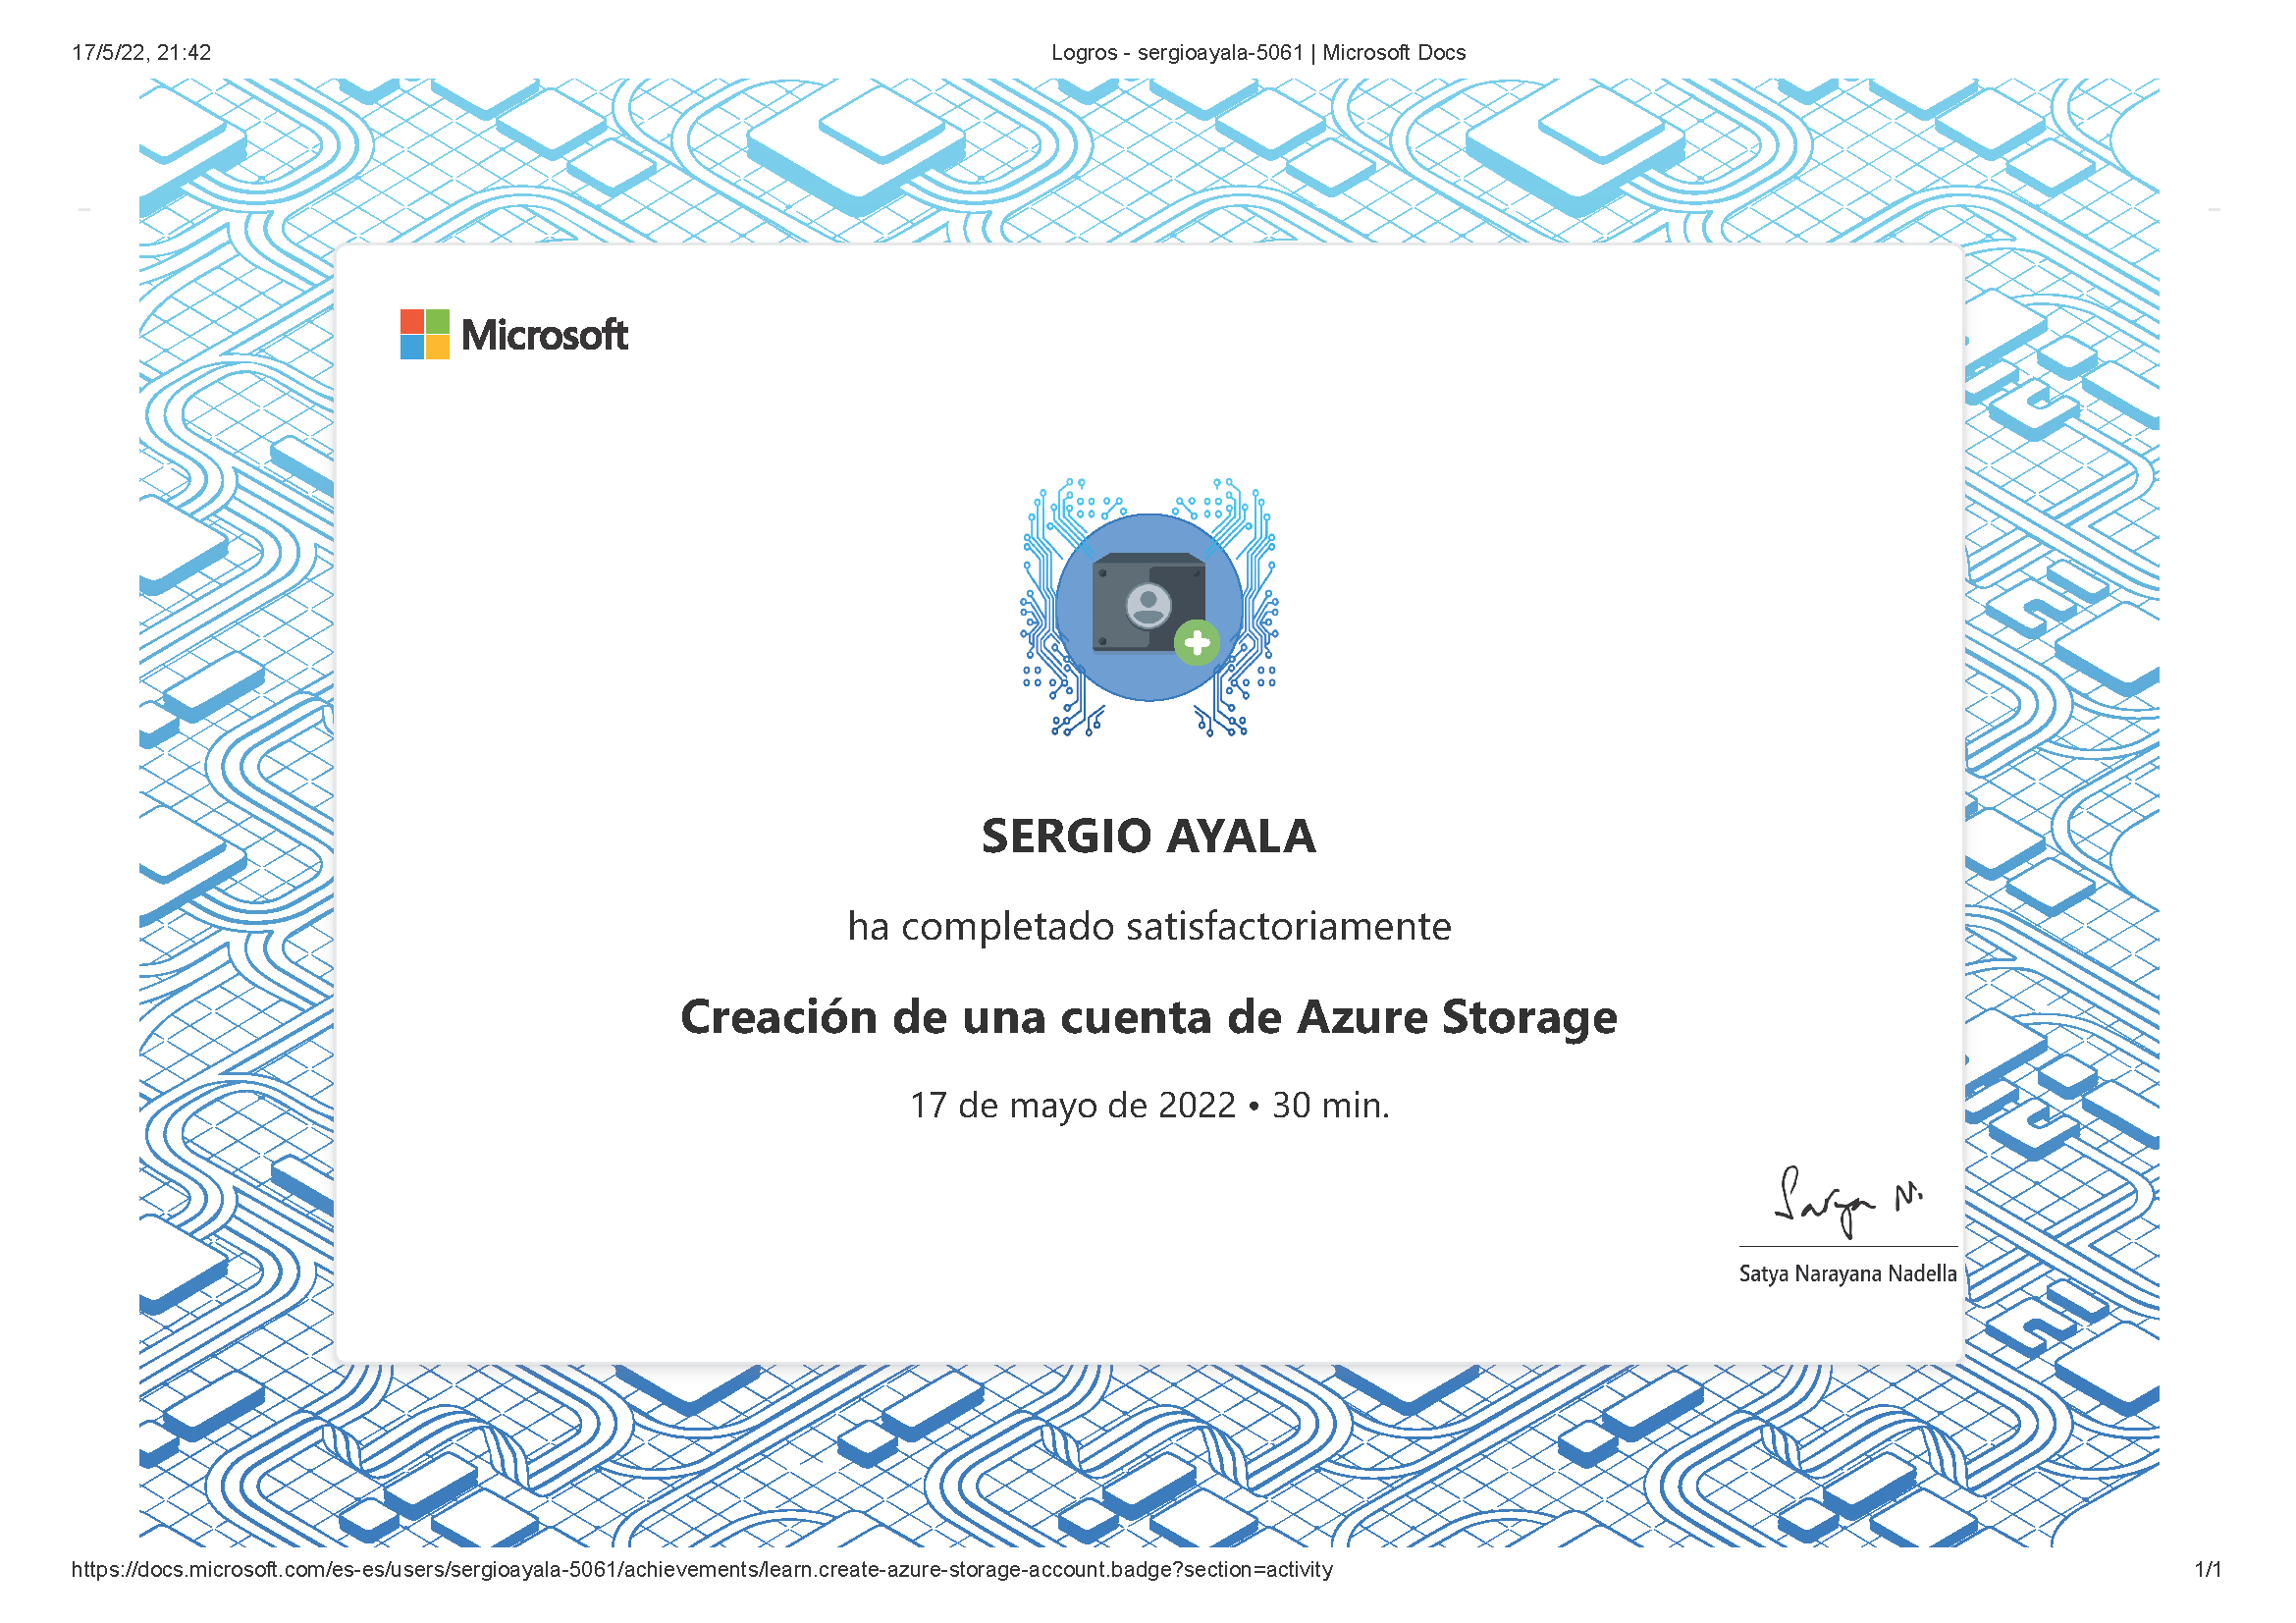 17/5/22, 21:42
Logros - sergioayala-5061 | Microsoft Docs
Microsoft
SERGIO AYALA
ha completado satisfactoriamente
Creación de una cuenta de Azure Storage
17 de mayo de 2022 • 30 min.
Satya N.
Satya Narayana Nadella
https://docs.microsoft.com/es-es/users/sergioayala-5061/achievements/learn.create-azure-storage-account.badge?section=activity
1/1